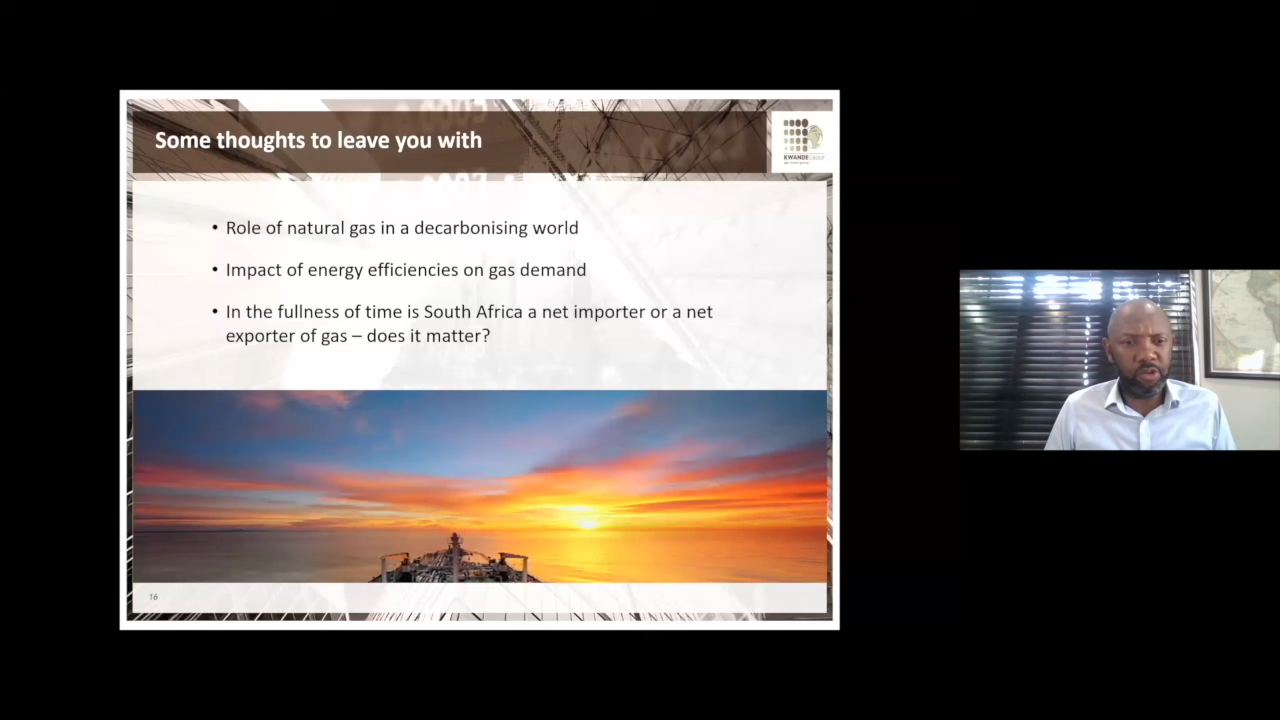 Some thoughts to leave you with
KWANDE
• Role of natural gas in a decarbonising world
• Impact of energy efficiencies on gas demand
• In the fullness of time is South Africa a net importer or a net
exporter of gas – does it matter?
16